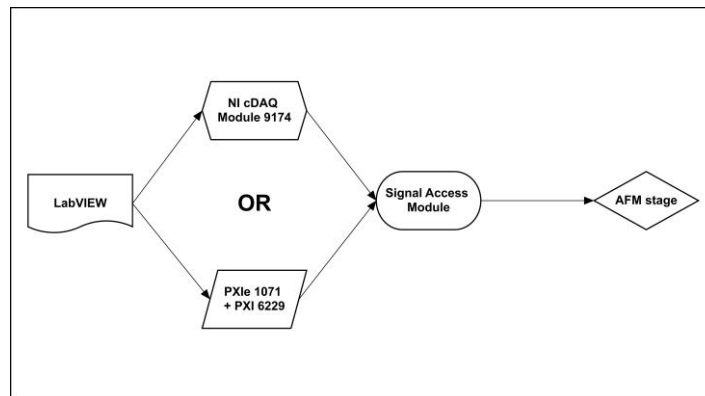 NI cDAQ
Module 9174
LabVIEW
OR
Signal Access
Module
AFM stage
PXIe 1071
+ PXI 6229